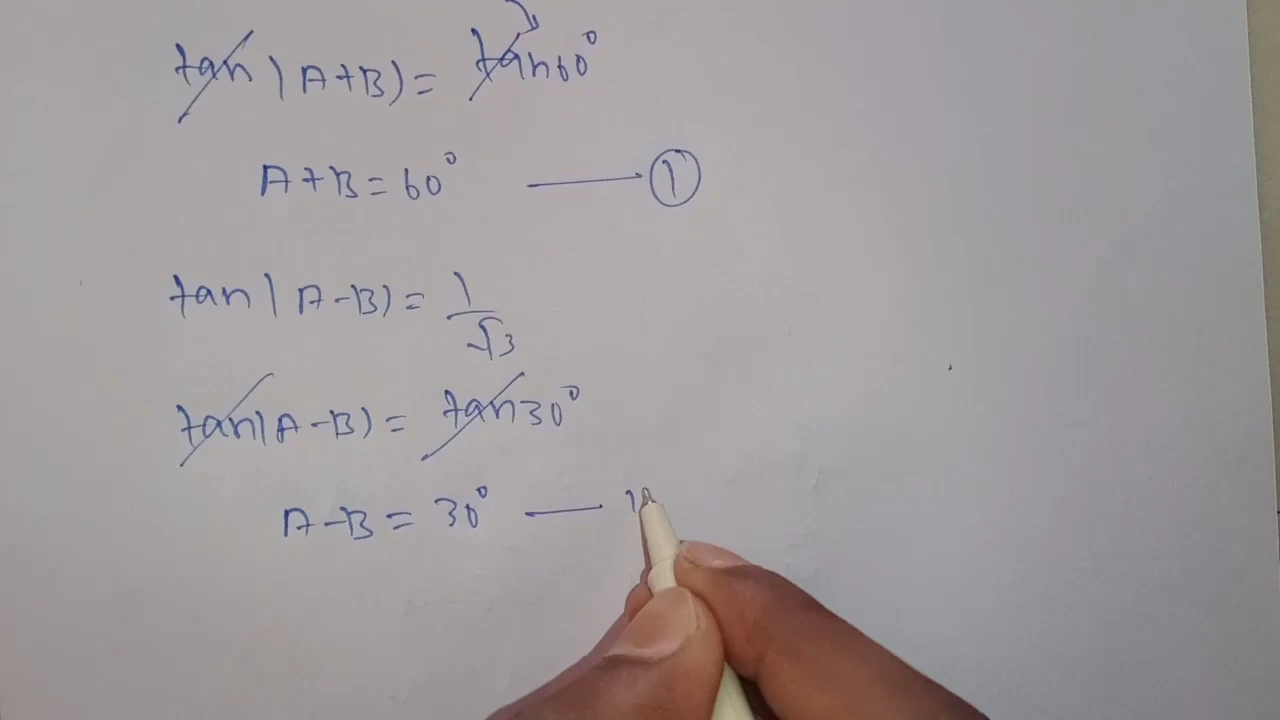 tan(A+B) = tan60°
A+B = 60° —— ①
tan(A-B) = 1/√3
tan(A-B) = tan30°
A-B = 30° ——